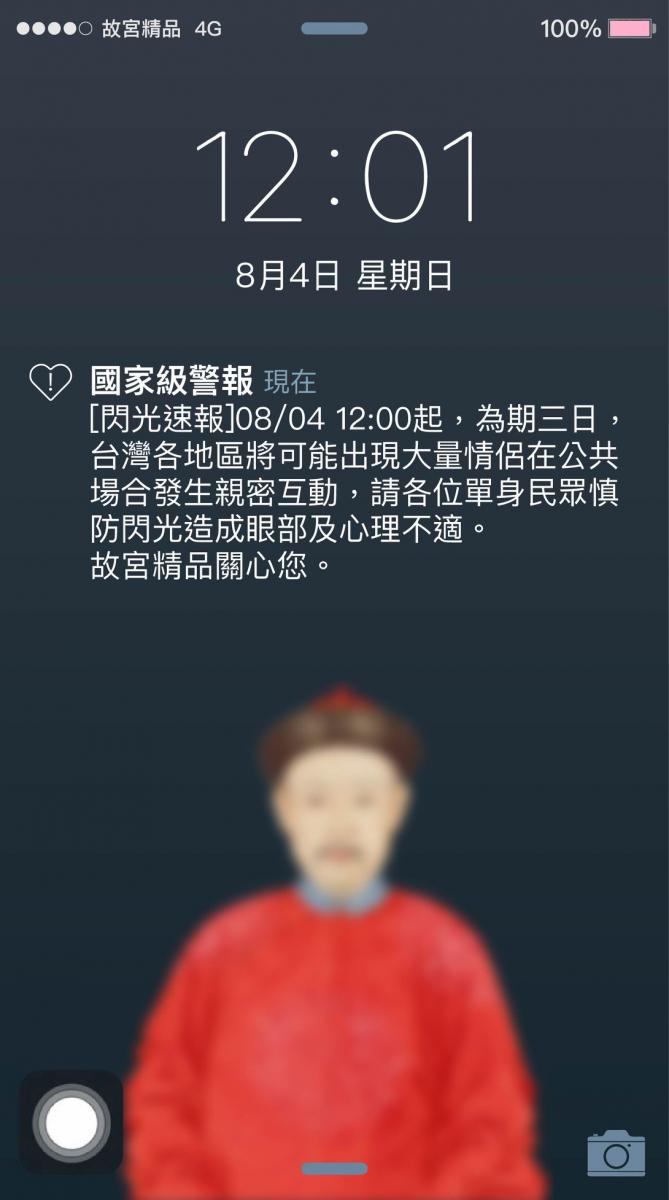 故宮精品 4G 100%
12:01
8月4日 星期日
國家級警報 現在
[閃光速報]08/04 12:00起，為期三日，
台灣各地區將可能出現大量情侶在公共
場合發生親密互動，請各位單身民眾慎
防閃光造成眼部及心理不適。
故宮精品關心您。